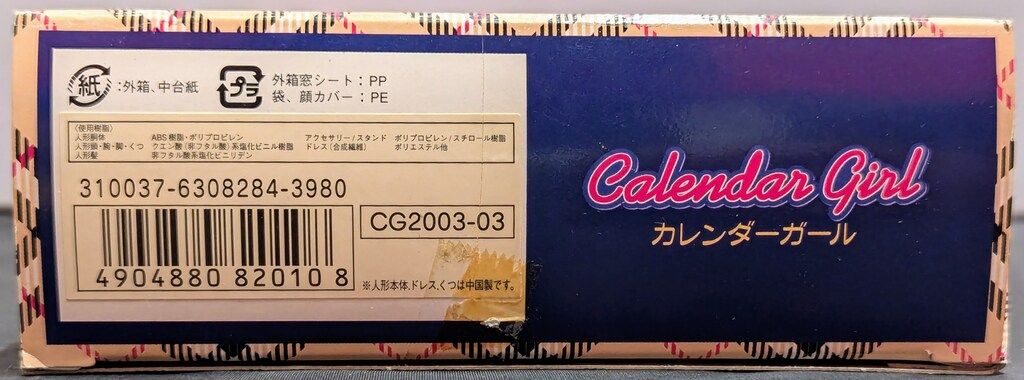 紙
:外箱、中台紙
プラ
外箱窓シート:PP
袋、顔カバー:PE
〈使用樹脂〉
人形胴体 ABS樹脂・ポリプロピレン アクセサリー/スタンド ポリプロピレン/スチロール樹脂
人形頭・腕・脚・くつ クエン酸(非フタル酸)系塩化ビニル樹脂 ドレス(合成繊維) ポリエステル他
人形髪 非フタル酸系塩化ビニリデン
310037-6308284-3980
CG2003-03
4904880 820108
※人形本体、ドレス、くつは中国製です。
Calendar Girl
カレンダーガール